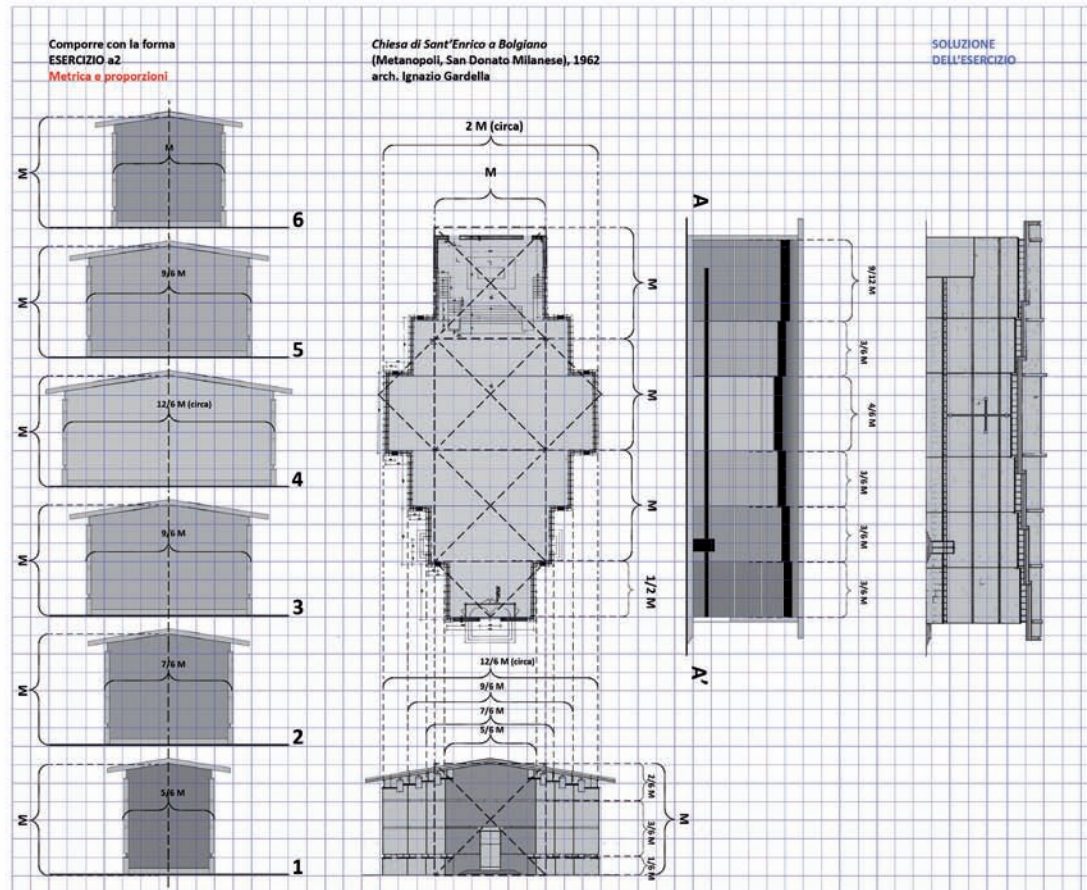 Comporre con la forma
ESERCIZIO a2
Metrica e proporzioni
Chiesa di Sant'Enrico a Bolgiano
(Metanopoli, San Donato Milanese), 1962
arch. Ignazio Gardella
SOLUZIONE
DELL'ESERCIZIO
M
M
6
M
9/6 M
5
M
12/6 M (circa)
4
M
9/6 M
3
M
7/6 M
2
M
5/6 M
1
2 M (circa)
M
M
M
M
1/2 M
12/6 M (circa)
9/6 M
7/6 M
5/6 M
2/6 M
3/6 M
1/6 M
M
A
9/12 M
3/6 M
4/6 M
3/6 M
3/6 M
3/6 M
A'